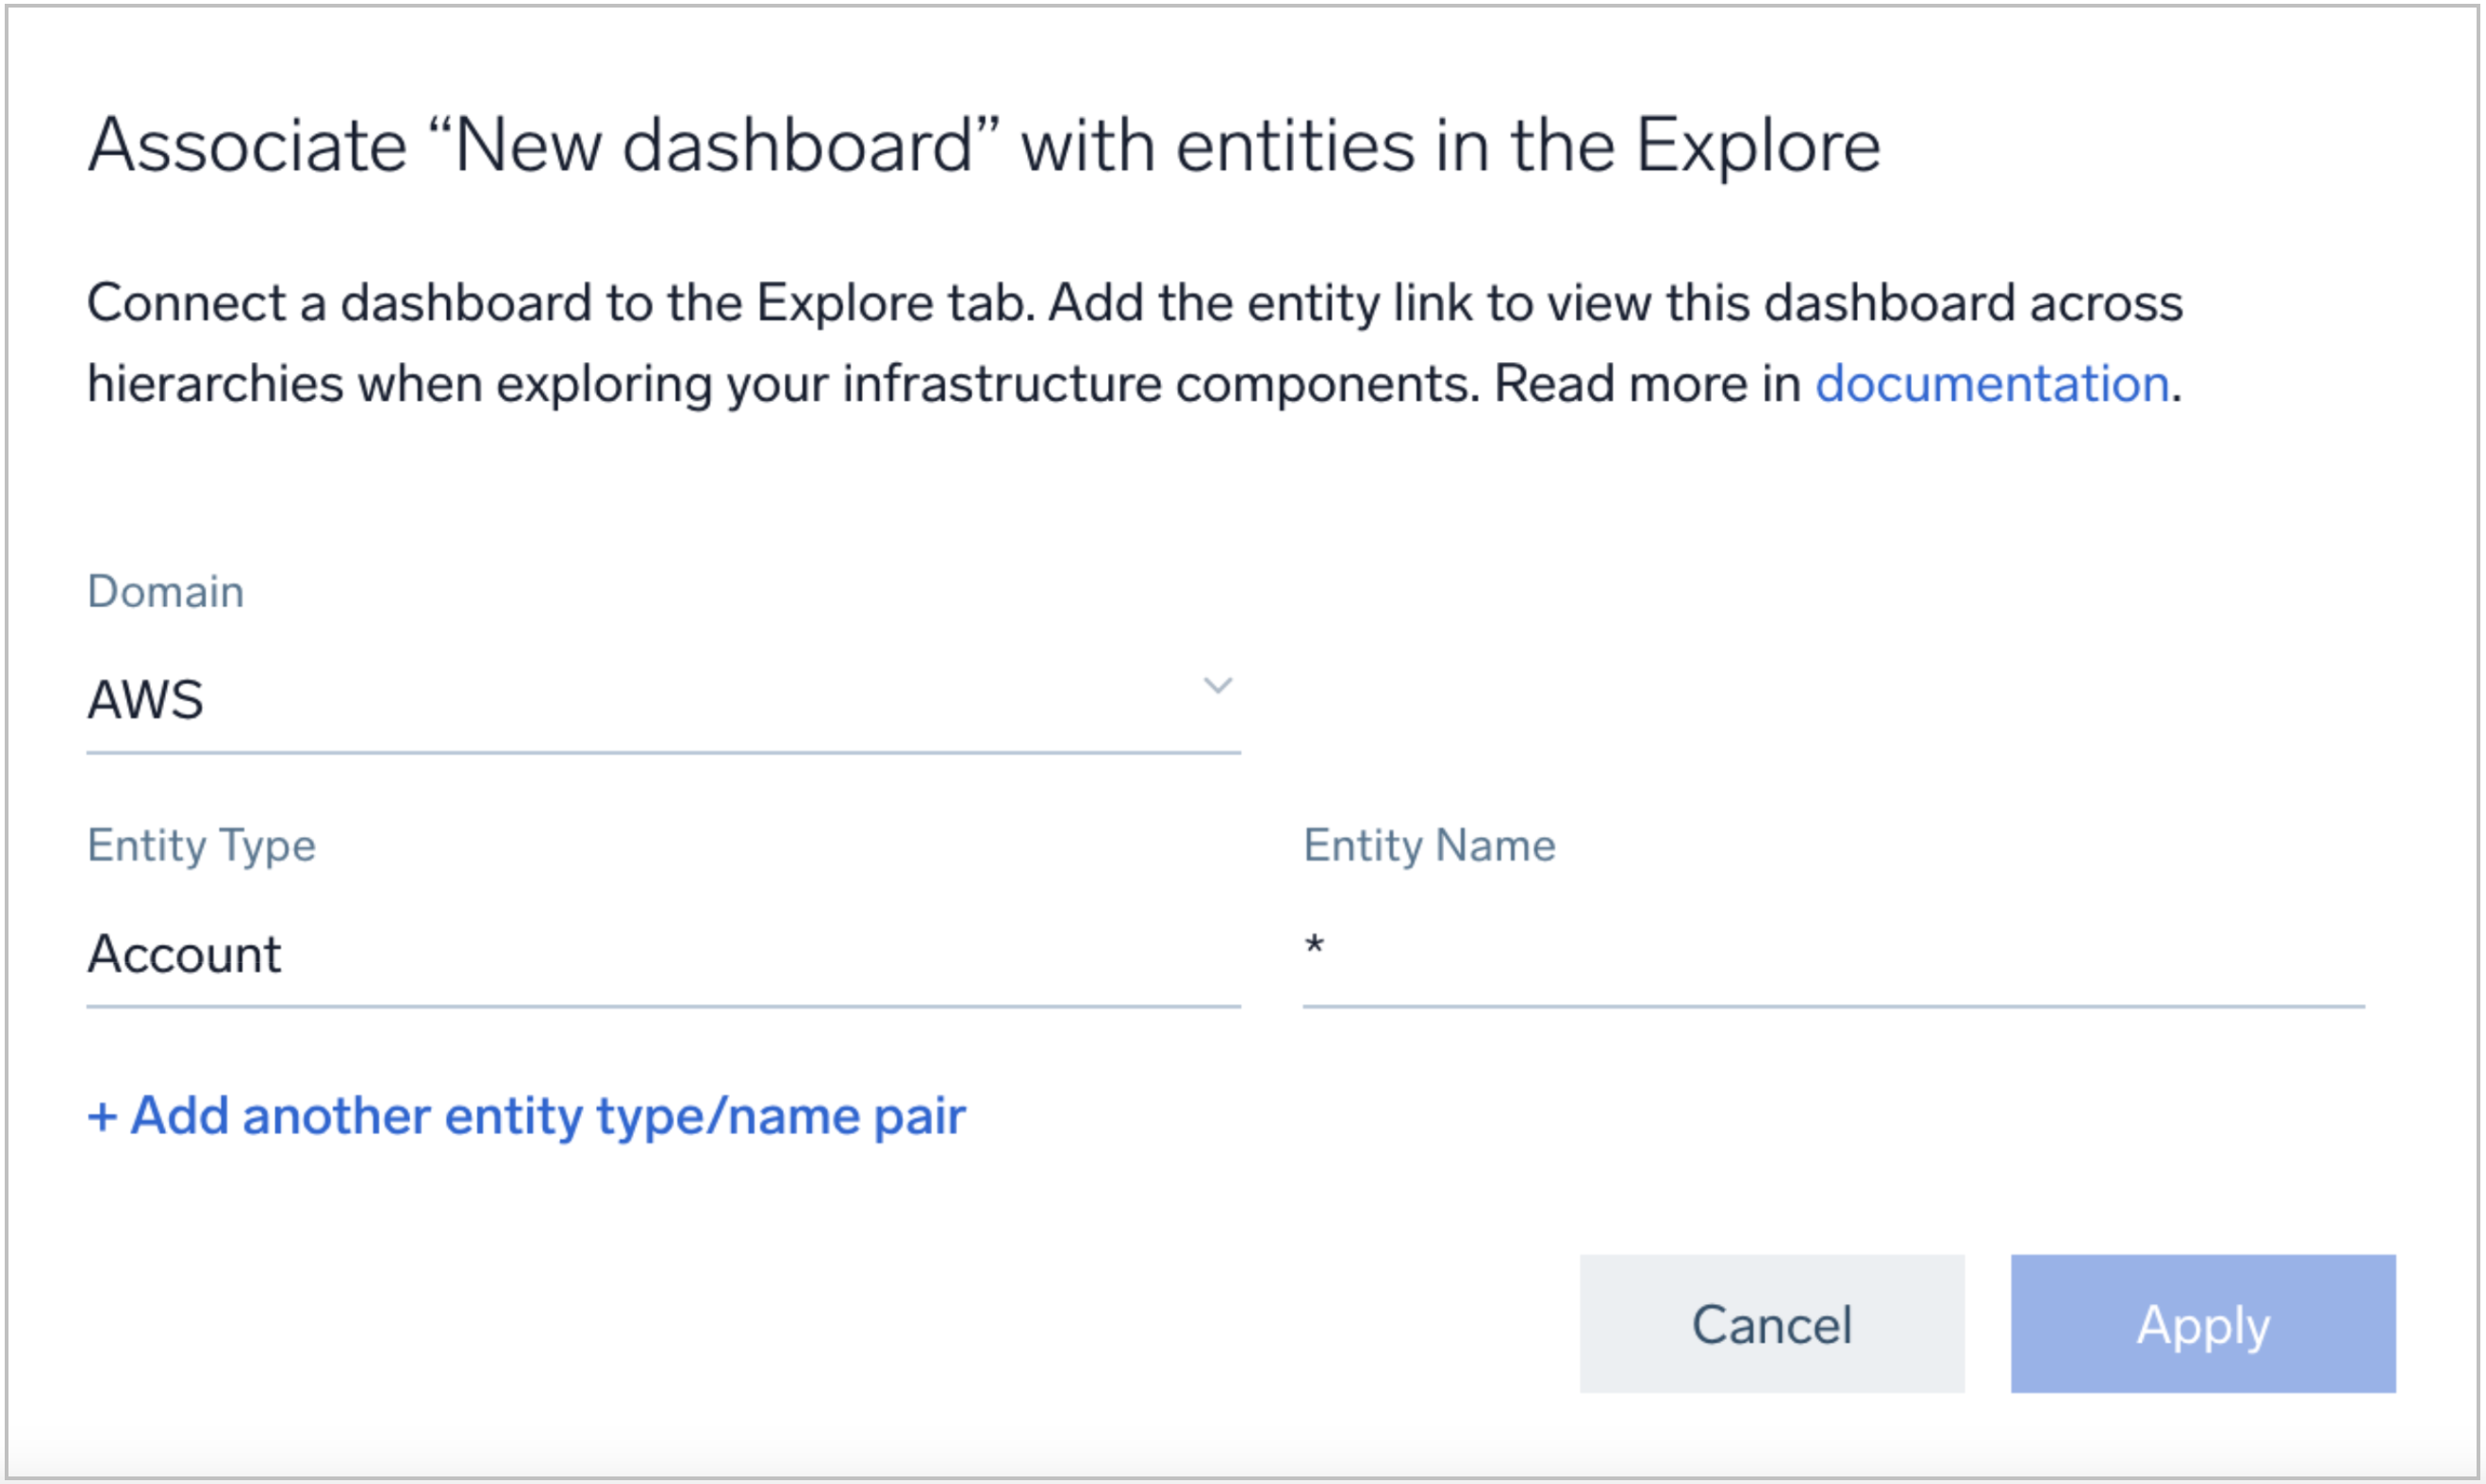 Associate “New dashboard” with entities in the Explore
Connect a dashboard to the Explore tab. Add the entity link to view this dashboard across
hierarchies when exploring your infrastructure components. Read more in documentation.
Domain
AWS
Entity Type
Entity Name
Account
*
+ Add another entity type/name pair
Cancel
Apply